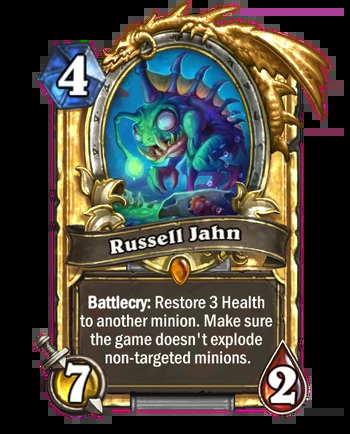 4
Russell Jahn
Battlecry: Restore 3 Health
to another minion. Make sure
the game doesn't explode
non-targeted minions.
7
2